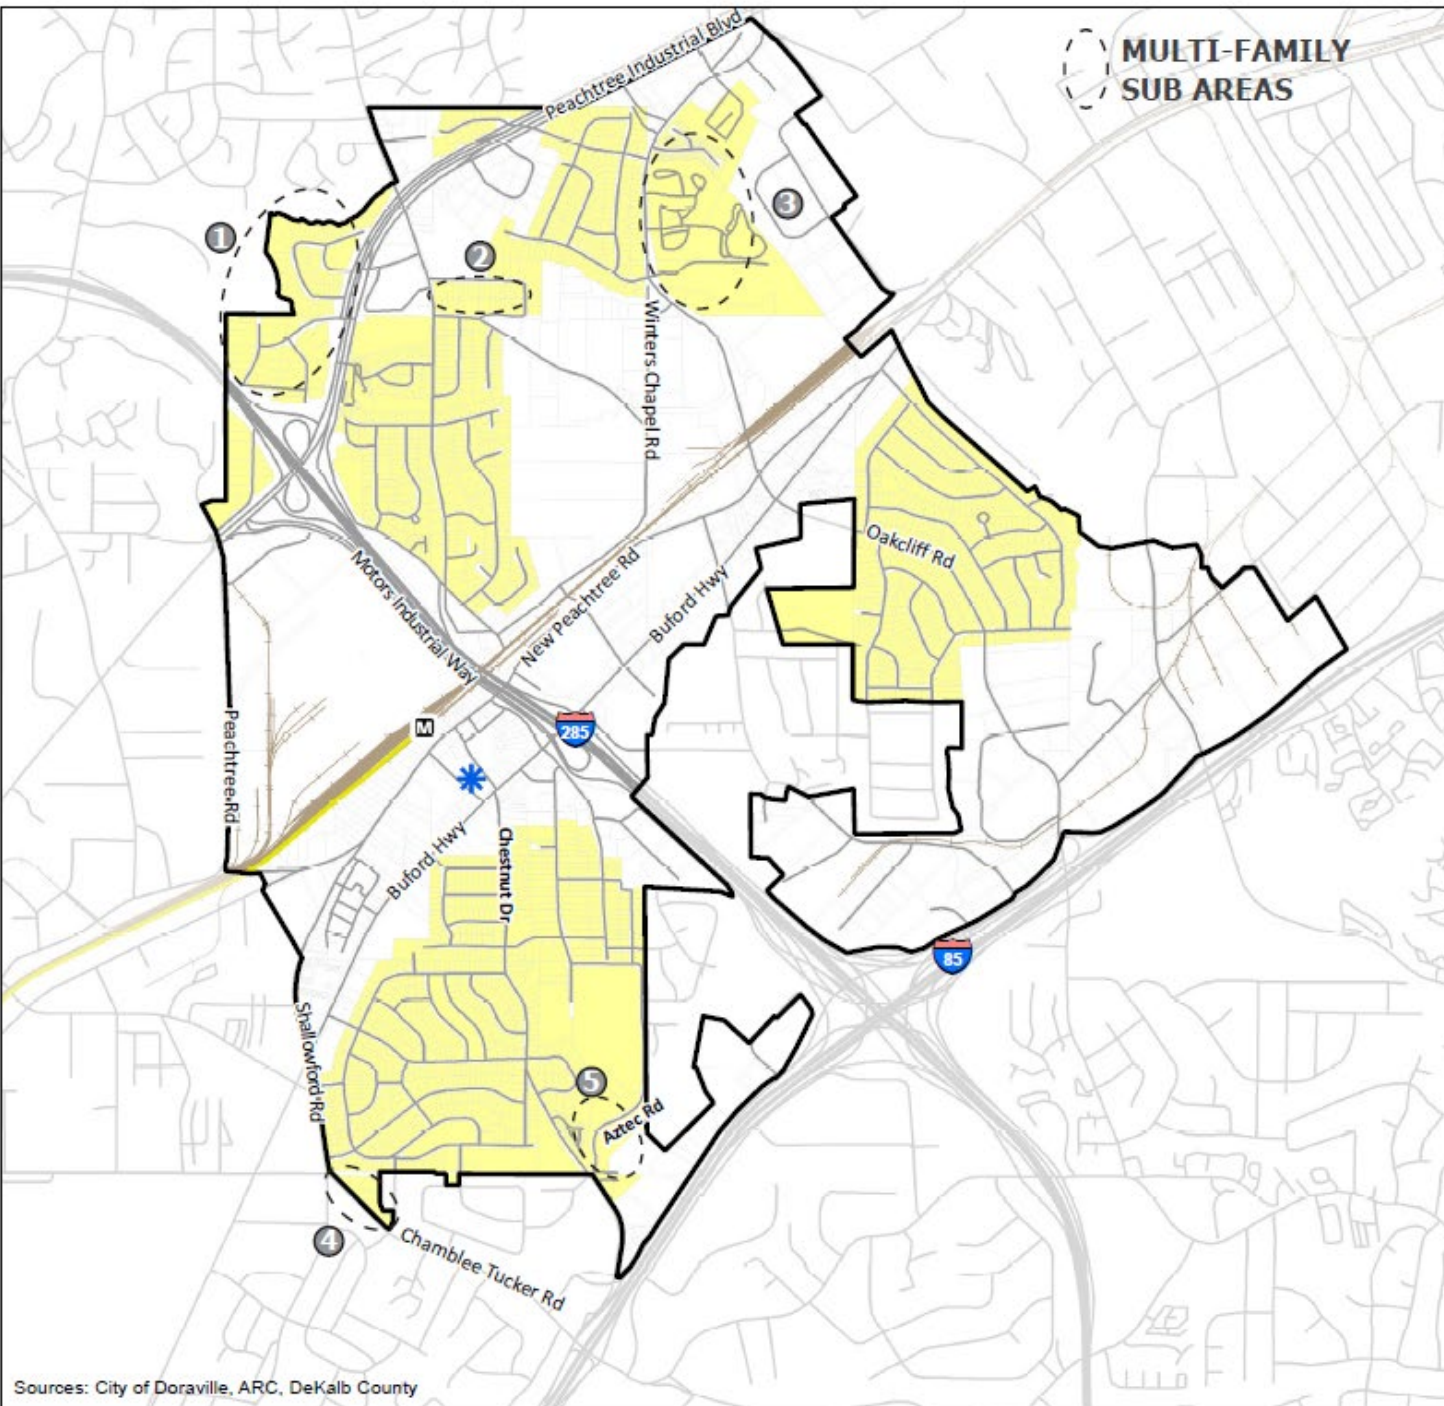 Peachtree Industrial Blvd
MULTI-FAMILY
SUB AREAS
1
2
3
Winters Chapel Rd
Oakcliff Rd
Motors Industrial Way
New Peachtree Rd
Buford Hwy
Peachtree Rd
M
285
Buford Hwy
Chestnut Dr
85
Shallowford Rd
5
Aztec Rd
4
Chamblee Tucker Rd
Sources: City of Doraville, ARC, DeKalb County